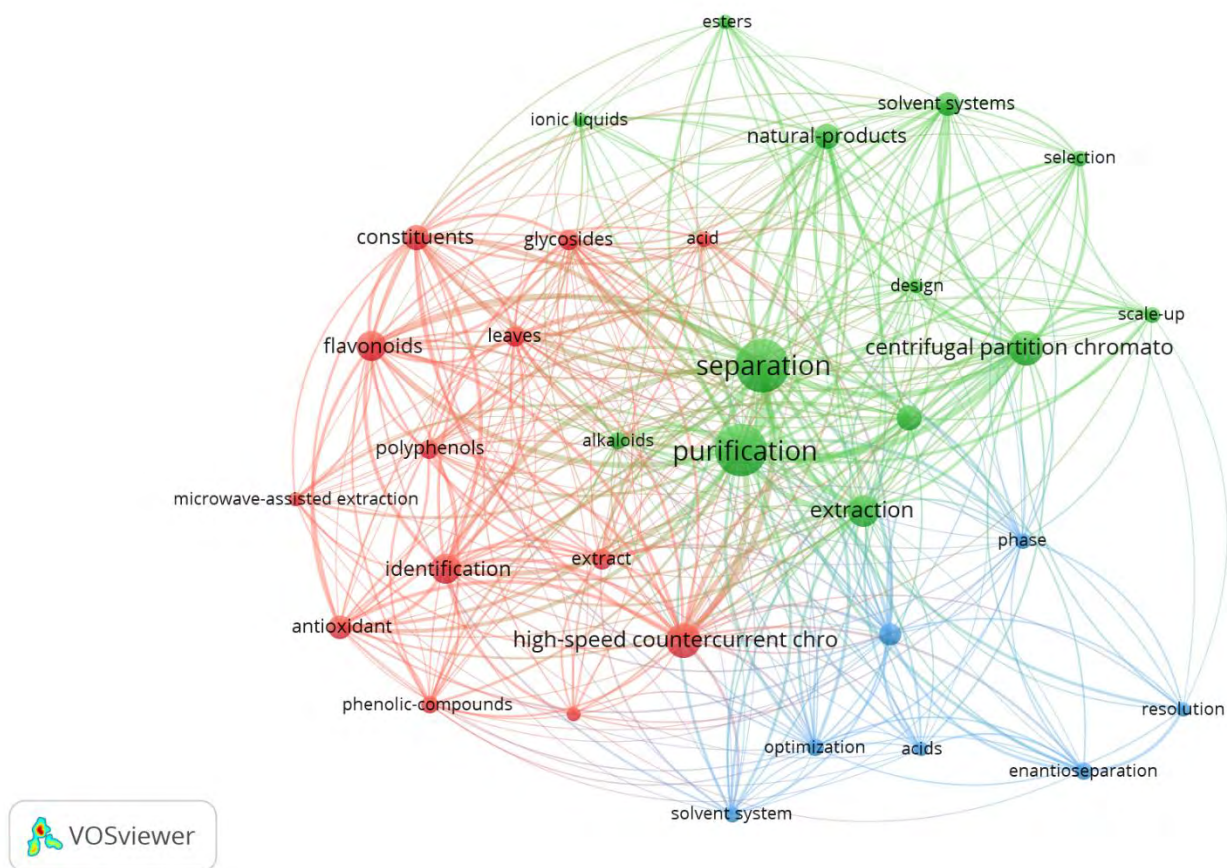 esters
solvent systems
ionic liquids
natural-products
selection
constituents
glycosides
acid
design
scale-up
leaves
flavonoids
centrifugal partition chromato
separation
alkaloids
polyphenols
purification
microwave-assisted extraction
extraction
phase
extract
identification
antioxidant
high-speed countercurrent chro
phenolic-compounds
resolution
optimization
acids
enantioseparation
solvent system
VOSviewer